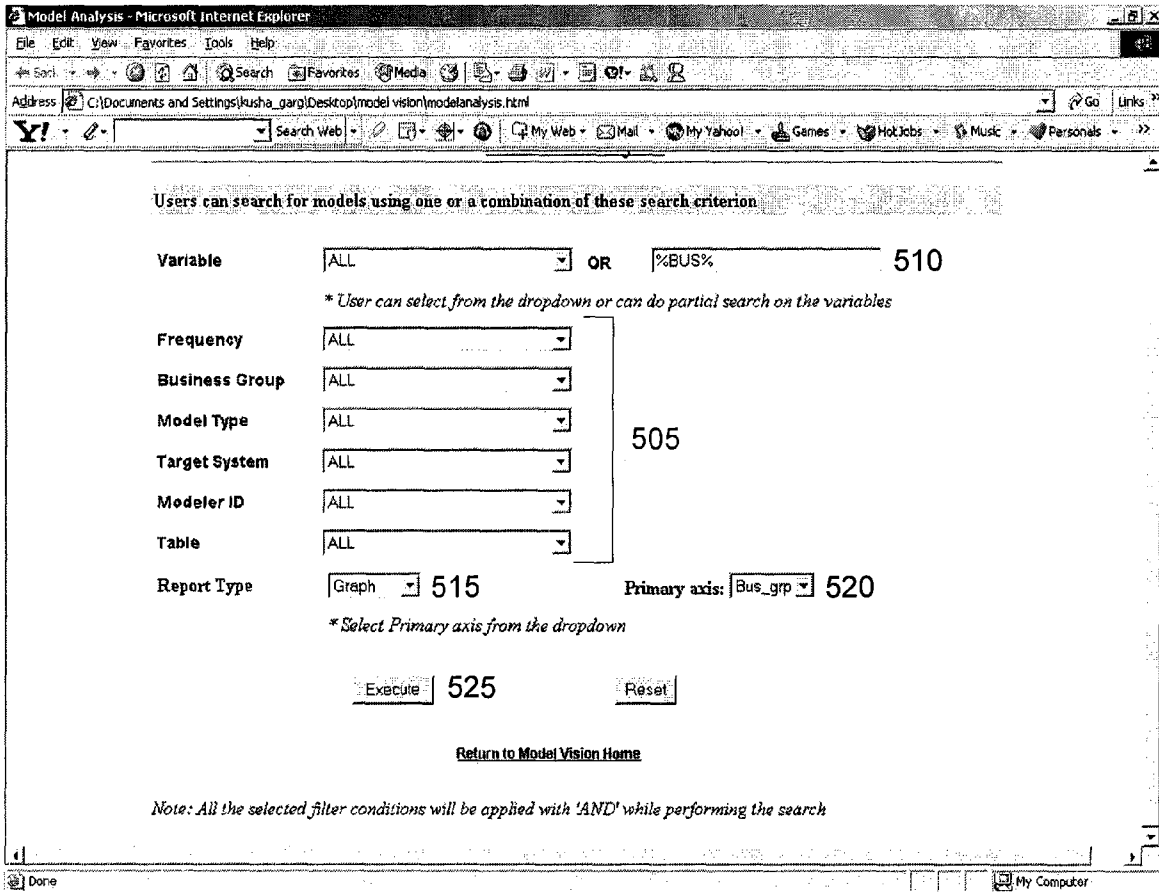 Model Analysis - Microsoft Internet Explorer
File Edit View Favorites Tools Help
Back Search Favorites Media
Address C:\Documents and Settings\kusha_garg\Desktop\model vision\modelanalysis.html Go Links »
Y! Search Web My Web Mail My Yahoo! Games HotJobs Music Personals »
Users can search for models using one or a combination of these search criterion
Variable ALL OR %BUS% 510
* User can select from the dropdown or can do partial search on the variables
Frequency ALL
Business Group ALL
Model Type ALL
505
Target System ALL
Modeler ID ALL
Table ALL
Report Type Graph 515 Primary axis: Bus_grp 520
* Select Primary axis from the dropdown
Execute 525 Reset
Return to Model Vision Home
Note: All the selected filter conditions will be applied with 'AND' while performing the search
Done My Computer